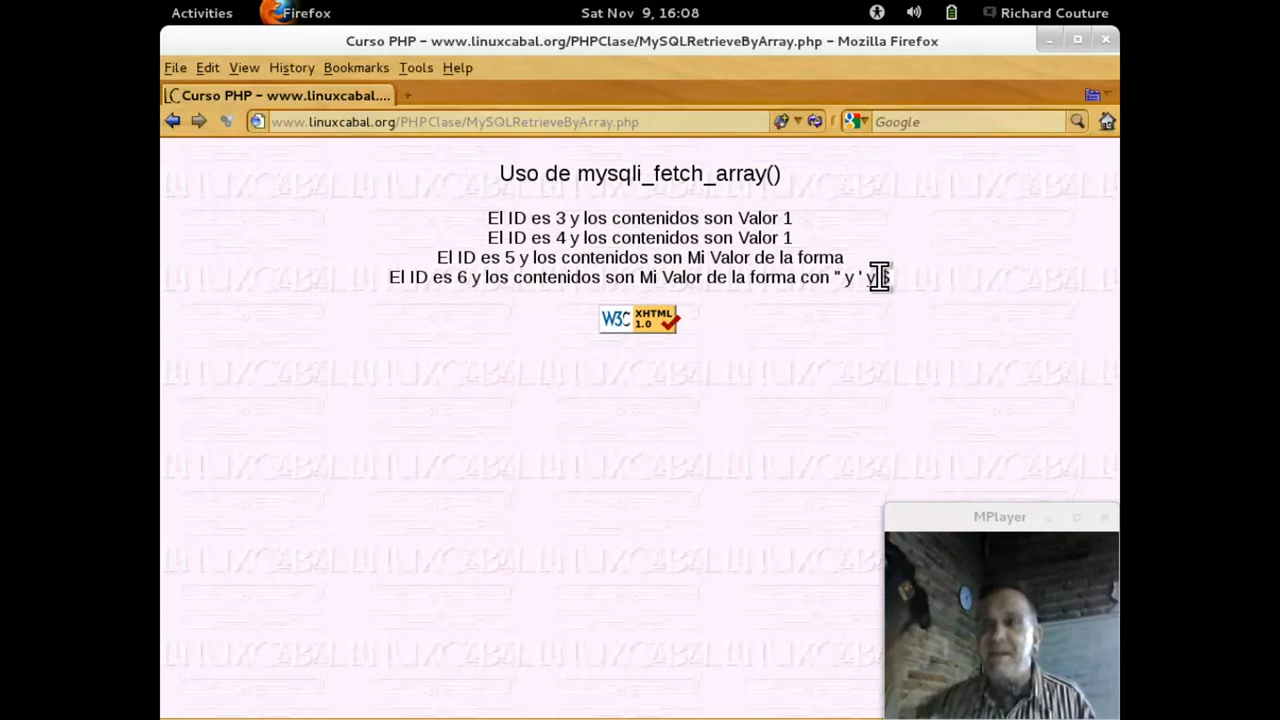 Activities
Firefox
Sat Nov 9, 16:08
Richard Couture
Curso PHP - www.linuxcabal.org/PHPClase/MySQLRetrieveByArray.php - Mozilla Firefox
File Edit View History Bookmarks Tools Help
Curso PHP - www.linuxcabal.org....
www.linuxcabal.org/PHPClase/MySQLRetrieveByArray.php
Google
Uso de mysqli_fetch_array()
El ID es 3 y los contenidos son Valor 1
El ID es 4 y los contenidos son Valor 1
El ID es 5 y los contenidos son Mi Valor de la forma
El ID es 6 y los contenidos son Mi Valor de la forma con " y ' y $
W3C XHTML
1.0
MPlayer